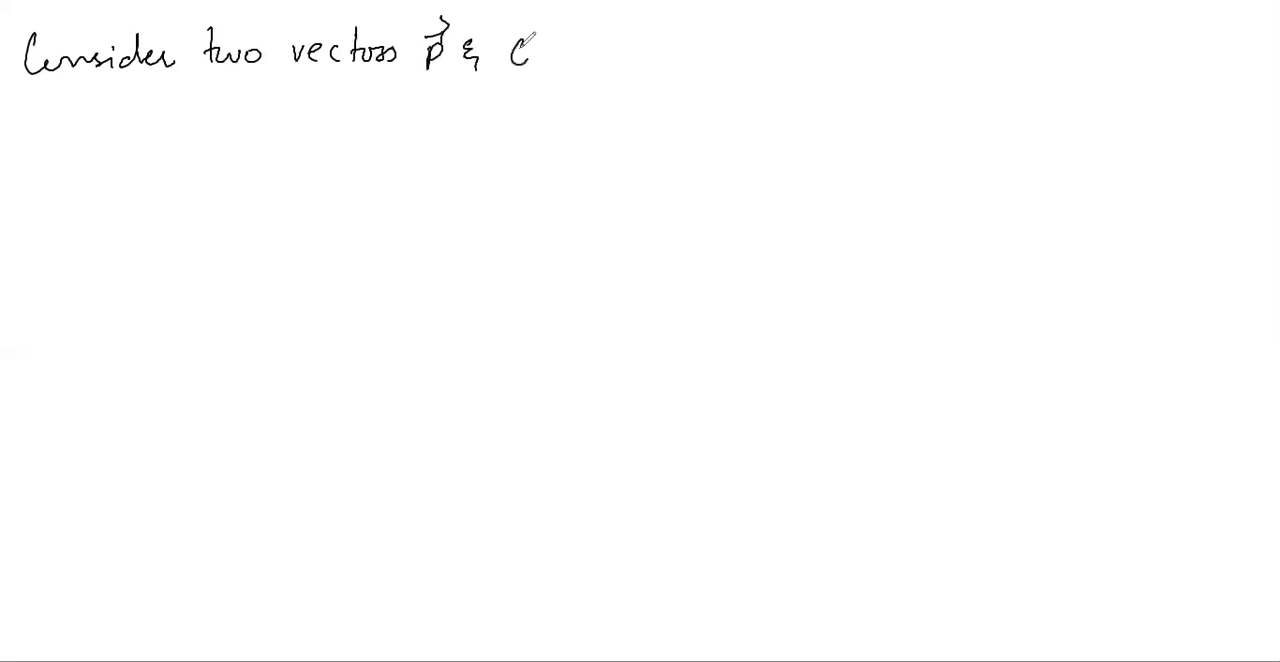 Consider two vectors p⃗ & C